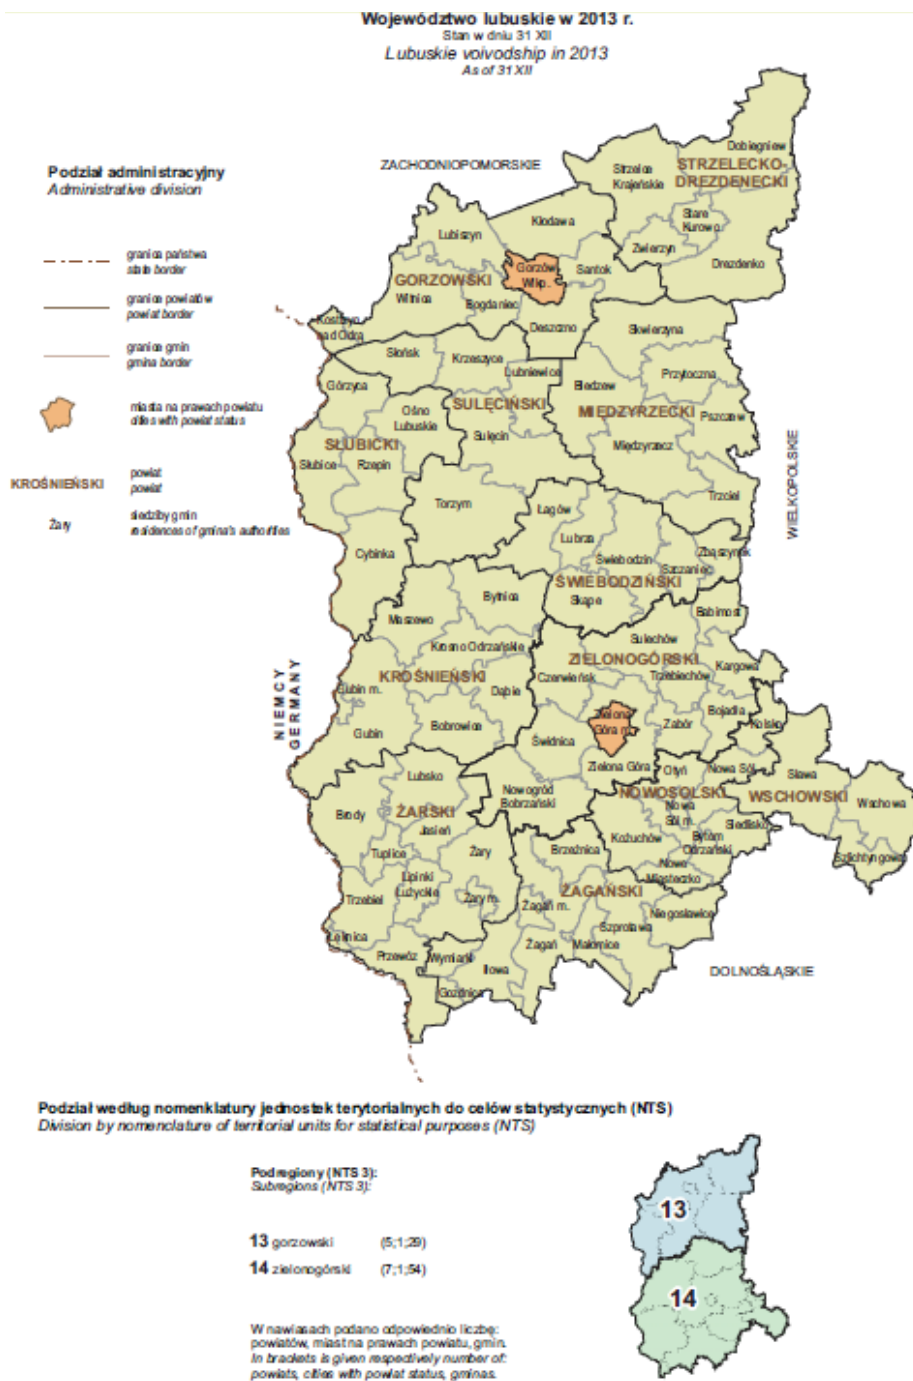 Województwo lubuskie w 2013 r.
Stan w dniu 31 XII
Lubuskie voivodship in 2013
As of 31 XII
Podział administracyjny
Administrative division
granica państwa
state border
granice powiatów
powiat border
granice gmin
gmina border
miasta na prawach powiatu
cities with powiat status
KROŚNIEŃSKI
powiat
powiat
Żary
siedziby gmin
residences of gmina's authorities
ZACHODNIOPOMORSKIE
Dobiegniew
Strzelce
Krajeńskie
STRZELECKO-
DREZDENECKI
Stare
Kurowo
Zwierzyn
Drezdenko
Kłodawa
Lubiszyn
Gorzów
Wlkp.
Santok
GORZOWSKI
Witnica
Bogdaniec
Deszczno
Kostrzyn
nad Odrą
Skwierzyna
Słońsk
Krzeszyce
Lubniewice
Przytoczna
Bledzew
Górzyca
Ośno
Lubuskie
SULĘCIŃSKI
MIĘDZYRZECKI
Pszczew
SŁUBICKI
Sulęcin
Międzyrzecz
Słubice
Rzepin
Trzciel
WIELKOPOLSKIE
Torzym
Łagów
Lubrza
Cybinka
Świebodzin
Szczaniec
Zbąszynek
ŚWIEBODZIŃSKI
Skąpe
Bytnica
Maszewo
Babimost
Sulechów
Krosno Odrzańskie
ZIELONOGÓRSKI
Kargowa
KROŚNIEŃSKI
Czerwieńsk
Trzebiechów
Gubin m.
Dąbie
Bojadła
Zielona
Góra m.
Zabór
Kolsko
Bobrowice
Gubin
Świdnica
NIEMCY
GERMANY
Zielona Góra
Otyń
Nowa Sól
Sława
Lubsko
Nowogród
Bobrzański
NOWOSOLSKI
WSCHOWSKI
Wschowa
Brody
ŻARSKI
Nowa
Sól m.
Siedlisko
Jasień
Kożuchów
Bytom
Odrzański
Tuplice
Żary
Brzeźnica
Nowe
Miasteczko
Szlichtyngowa
Lipinki
Łużyckie
Trzebiel
Żary m.
ŻAGAŃSKI
Żagań m.
Niegosławice
Szprotawa
Łęknica
Żagań
Małomice
Przewóz
Wymiarki
Iłowa
Gozdnica
DOLNOŚLĄSKIE
Podział według nomenklatury jednostek terytorialnych do celów statystycznych (NTS)
Division by nomenclature of territorial units for statistical purposes (NTS)
Podregiony (NTS 3):
Subregions (NTS 3):
13 gorzowski (5;1;29)
14 zielonogórski (7;1;54)
13
14
W nawiasach podano odpowiednio liczbę:
powiatów, miast na prawach powiatu, gmin.
In brackets is given respectively number of:
powiats, cities with powiat status, gminas.